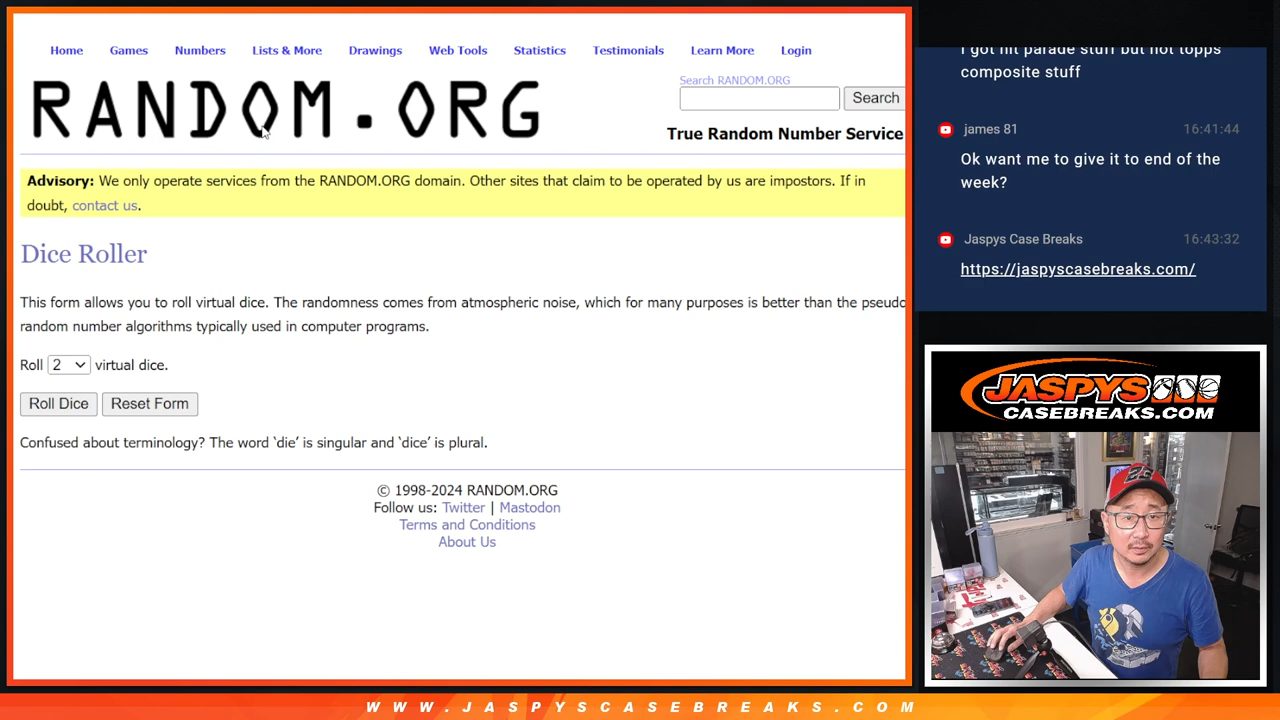 Home Games Numbers Lists & More Drawings Web Tools Statistics Testimonials Learn More Login
RANDOM.ORG
Search RANDOM.ORG
Search
True Random Number Service
Advisory: We only operate services from the RANDOM.ORG domain. Other sites that claim to be operated by us are impostors. If in
doubt, contact us.
Dice Roller
This form allows you to roll virtual dice. The randomness comes from atmospheric noise, which for many purposes is better than the pseudo
random number algorithms typically used in computer programs.
Roll 2 virtual dice.
Roll Dice Reset Form
Confused about terminology? The word ‘die’ is singular and ‘dice’ is plural.
© 1998-2024 RANDOM.ORG
Follow us: Twitter | Mastodon
Terms and Conditions
About Us
I got hit parade stuff but not topps
composite stuff
james 81 16:41:44
Ok want me to give it to end of the
week?
Jaspys Case Breaks 16:43:32
https://jaspyscasebreaks.com/
JASPYS
CASEBREAKS.COM
WWW.JASPYSCASEBREAKS.COM